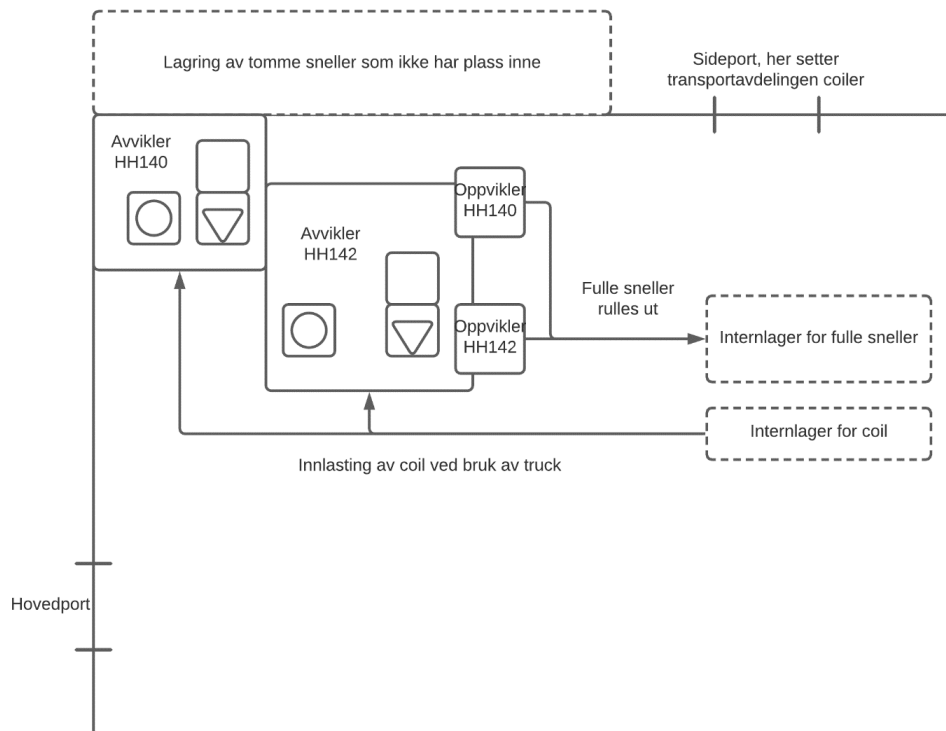 Lagring av tomme sneller som ikke har plass inne
Sideport, her setter
transportavdelingen coiler
Avvikler
HH140
Oppvikler
HH140
Avvikler
HH142
Fulle sneller
rulles ut
Oppvikler
HH142
Internlager for fulle sneller
Internlager for coil
Innlasting av coil ved bruk av truck
Hovedport